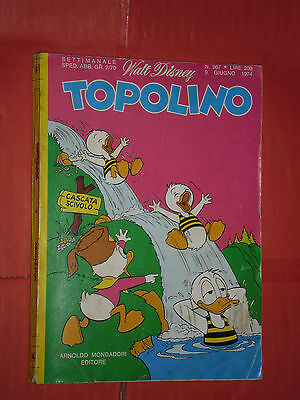 SETTIMANALE
SPED. ABB. GR. 2/70
Walt Disney
N. 967 • LIRE 200
9 GIUGNO 1974
TOPOLINO
CASCATA
SCIVOLO
ARNOLDO MONDADORI
EDITORE